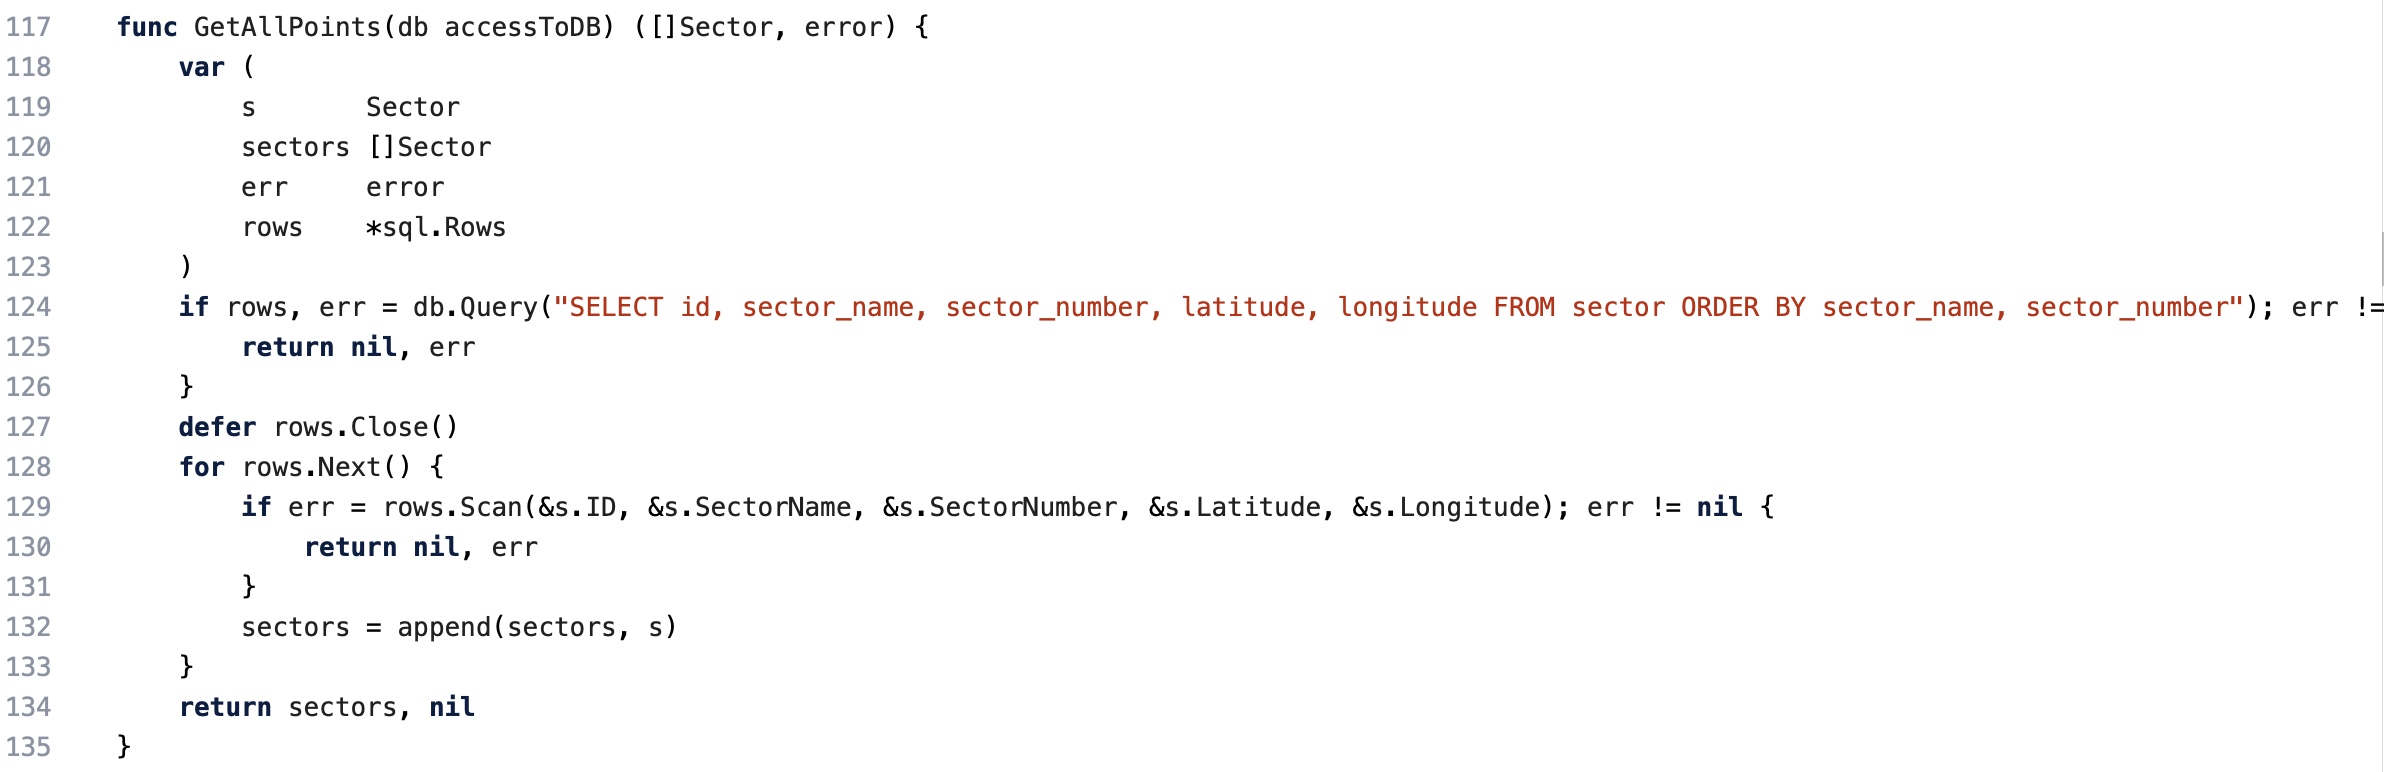 117 func GetAllPoints(db accessToDB) ([]Sector, error) {
118 var (
119 s Sector
120 sectors []Sector
121 err error
122 rows *sql.Rows
123 )
124 if rows, err = db.Query("SELECT id, sector_name, sector_number, latitude, longitude FROM sector ORDER BY sector_name, sector_number"); err !=
125 return nil, err
126 }
127 defer rows.Close()
128 for rows.Next() {
129 if err = rows.Scan(&s.ID, &s.SectorName, &s.SectorNumber, &s.Latitude, &s.Longitude); err != nil {
130 return nil, err
131 }
132 sectors = append(sectors, s)
133 }
134 return sectors, nil
135 }